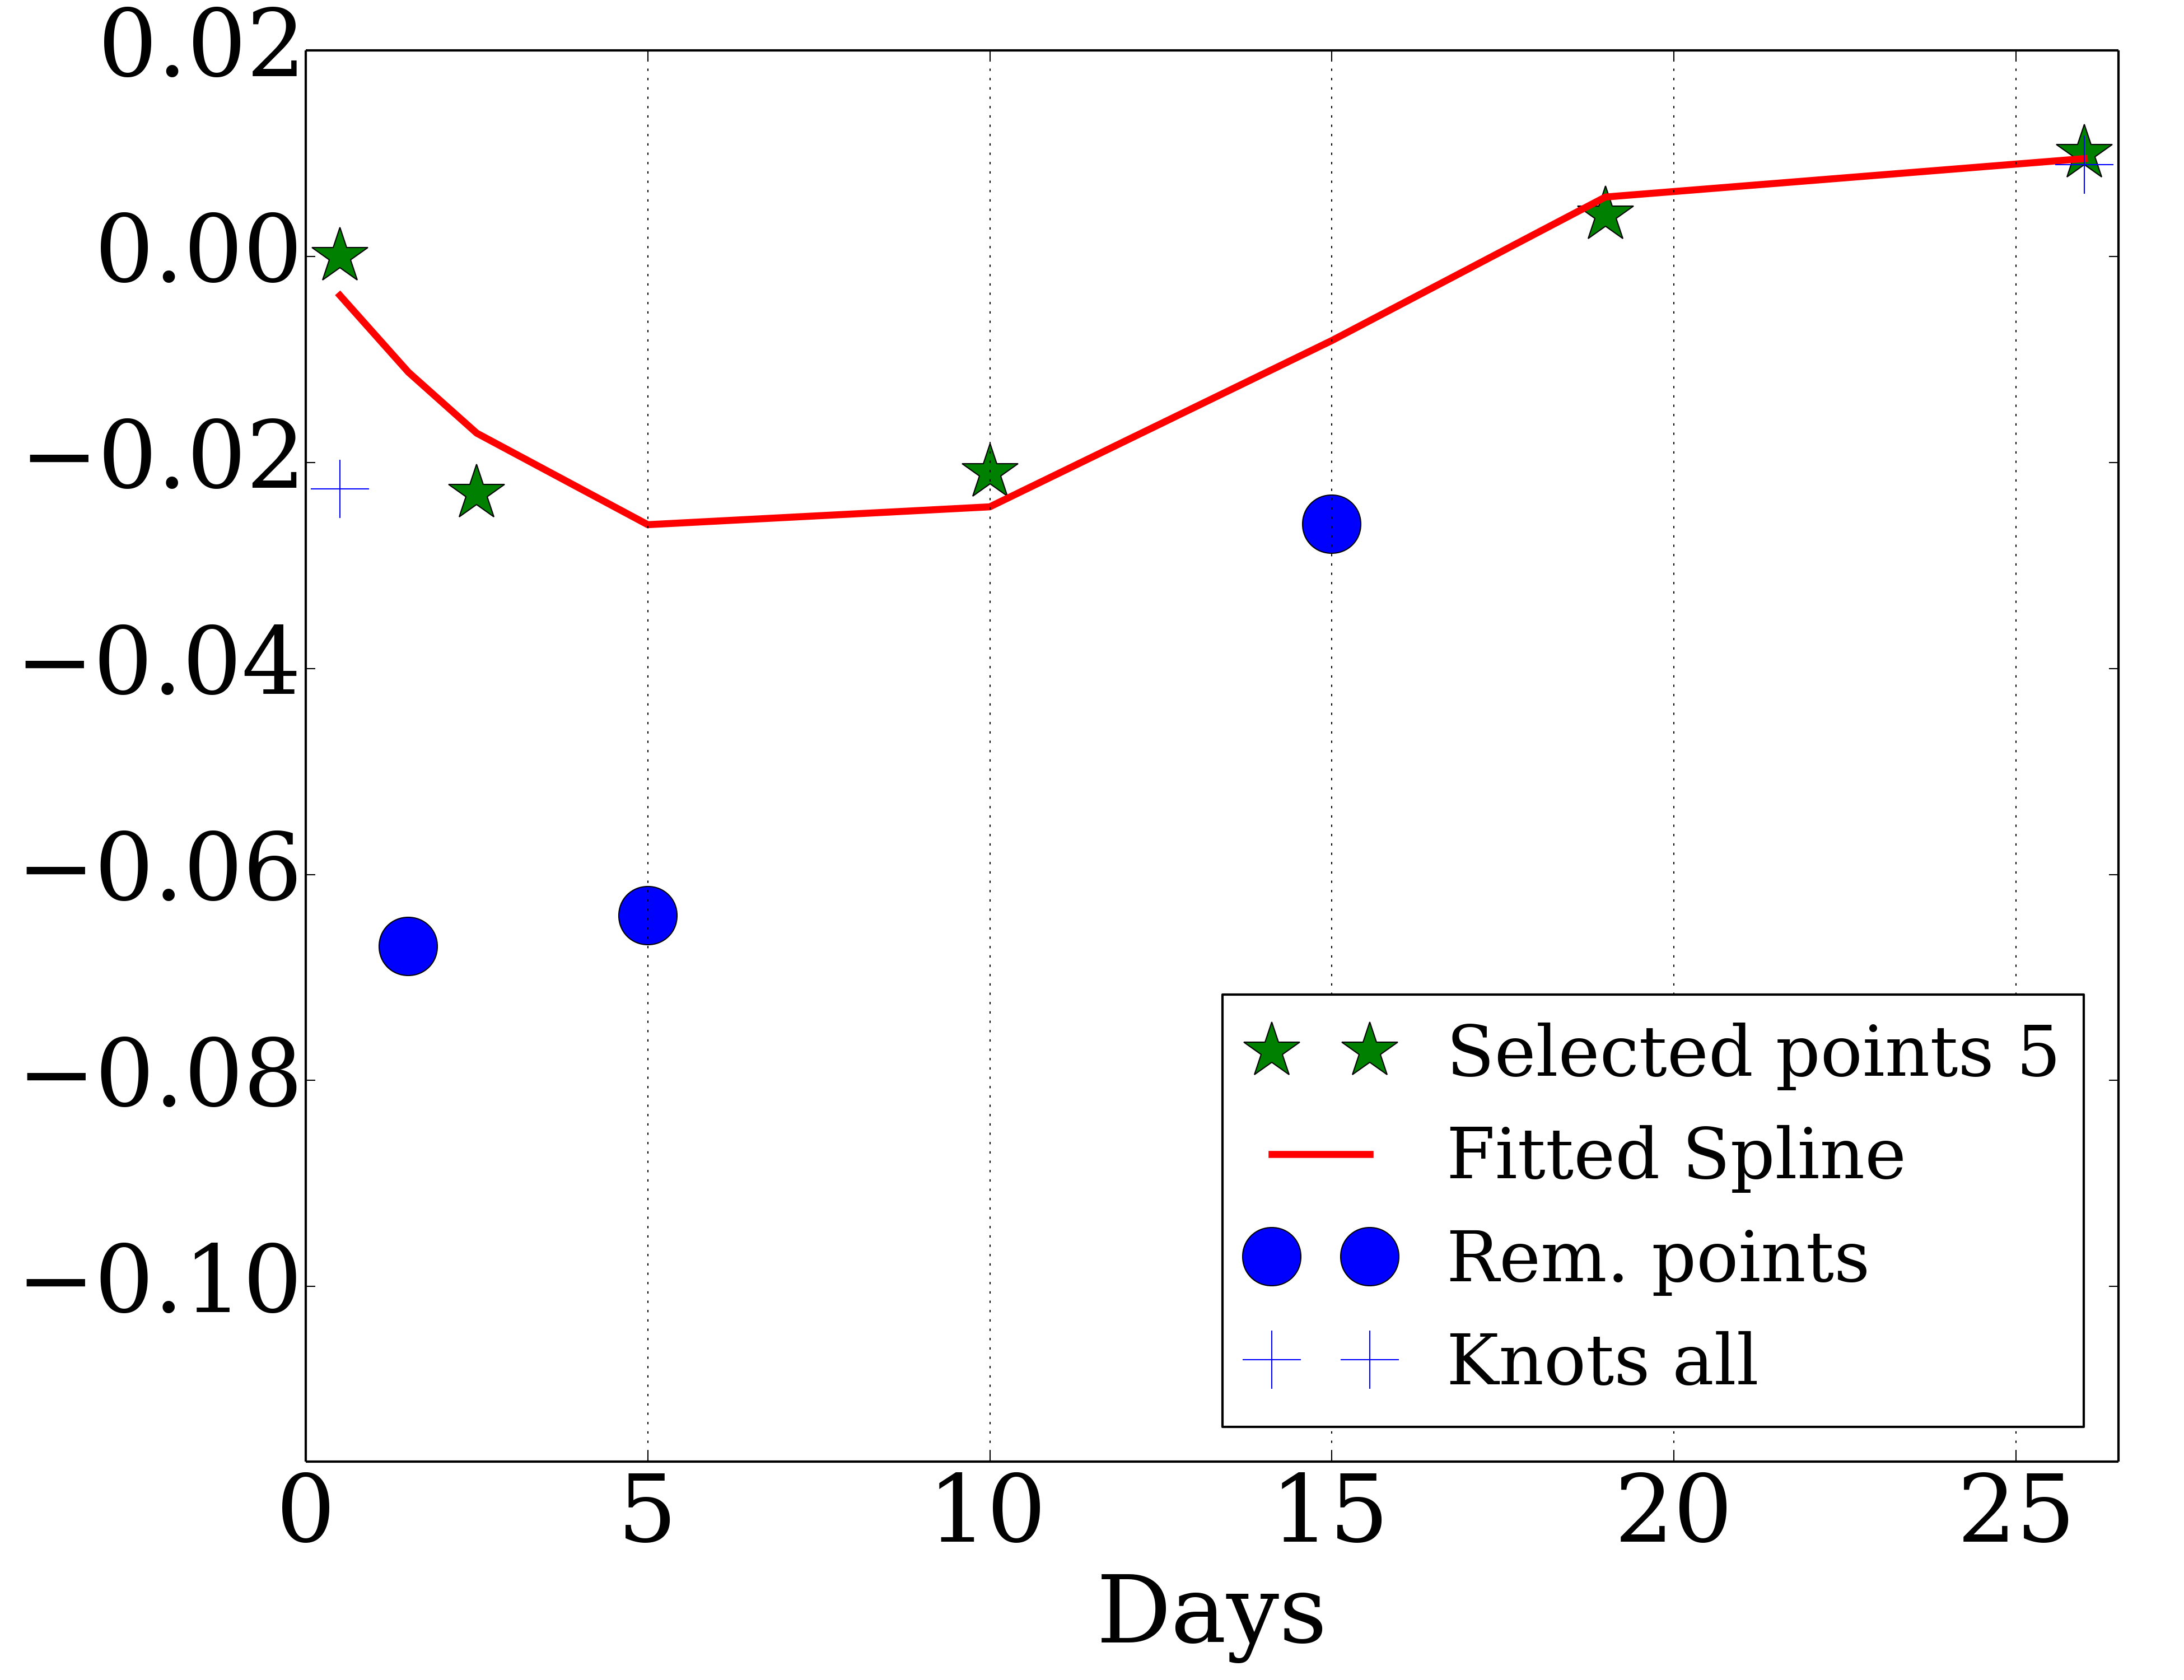 0.02
0.00
−0.02
−0.04
−0.06
−0.08
−0.10
Selected points 5
Fitted Spline
Rem. points
Knots all
0 5 10 15 20 25
Days